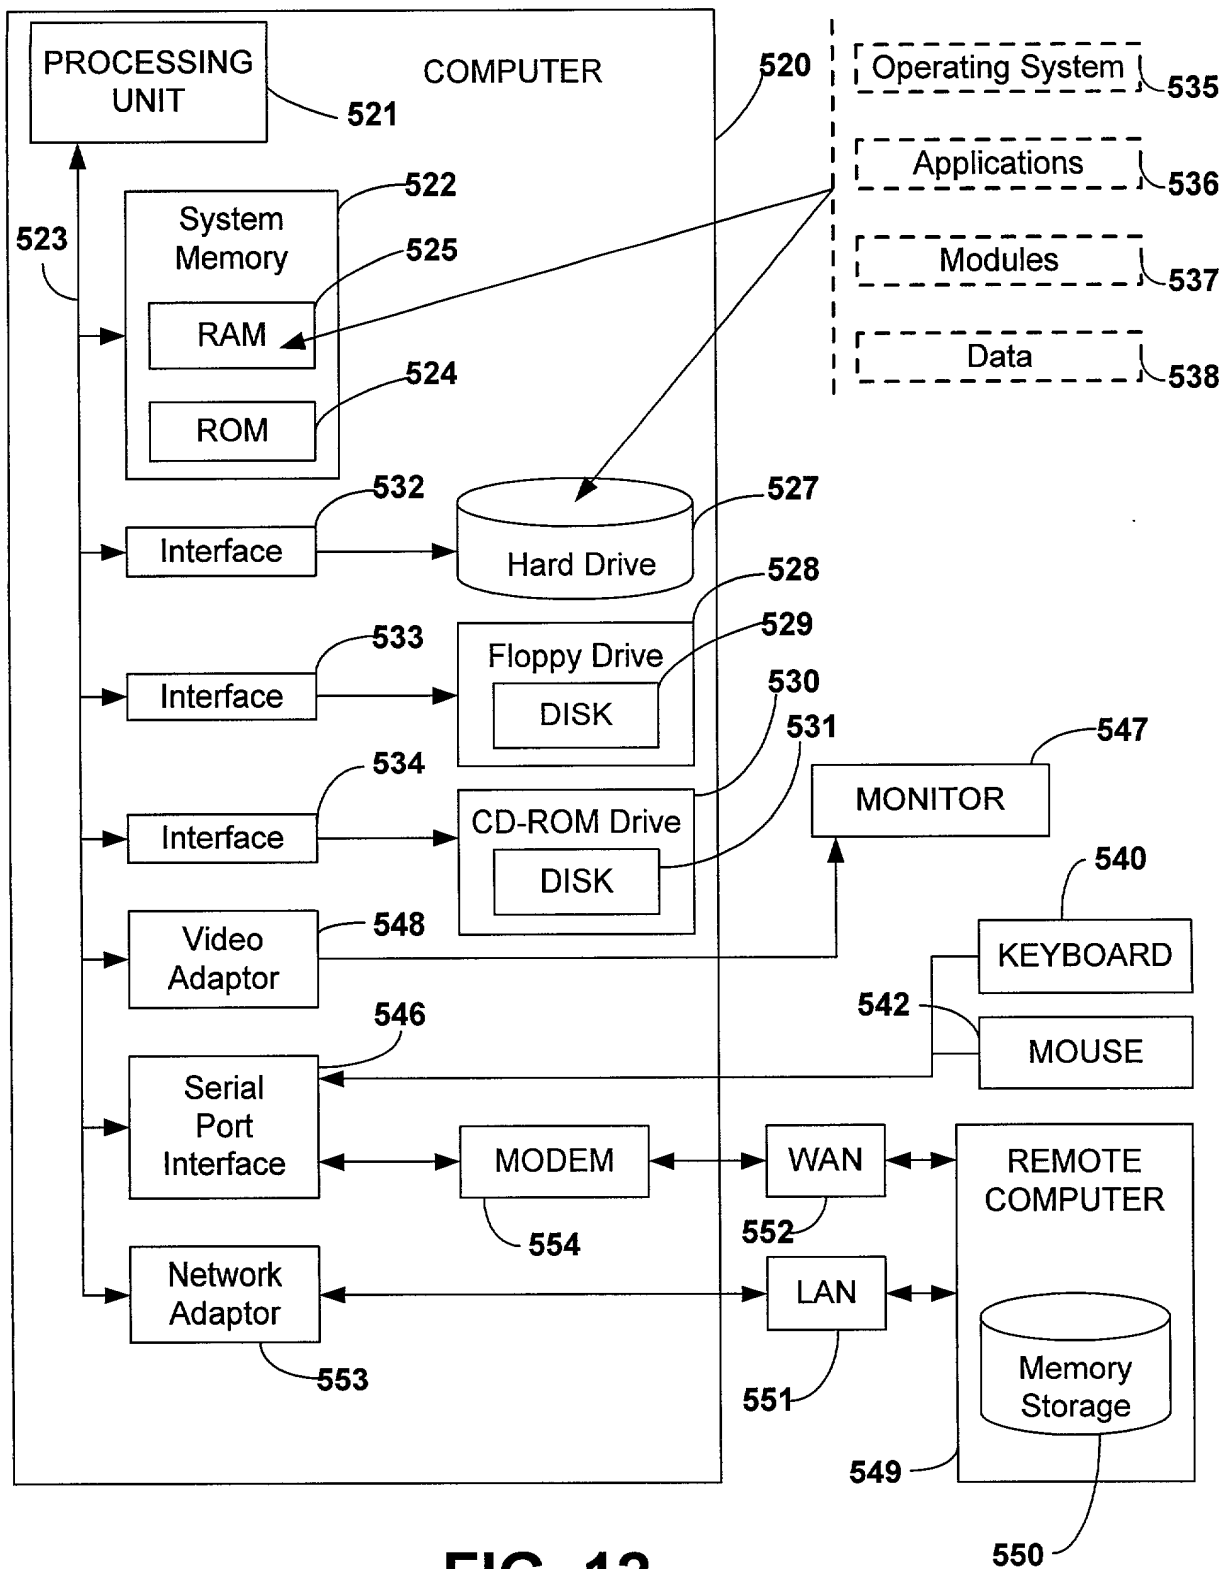 PROCESSING
UNIT
521
COMPUTER
520
Operating System
535
Applications
536
Modules
537
Data
538
523
System
Memory
522
525
RAM
524
ROM
532
Interface
527
Hard Drive
528
533
Interface
Floppy Drive
529
DISK
530
531
534
Interface
CD-ROM Drive
DISK
547
MONITOR
548
Video
Adaptor
540
KEYBOARD
542
MOUSE
546
Serial
Port
Interface
MODEM
554
WAN
552
REMOTE
COMPUTER
Network
Adaptor
553
LAN
551
Memory
Storage
549
550